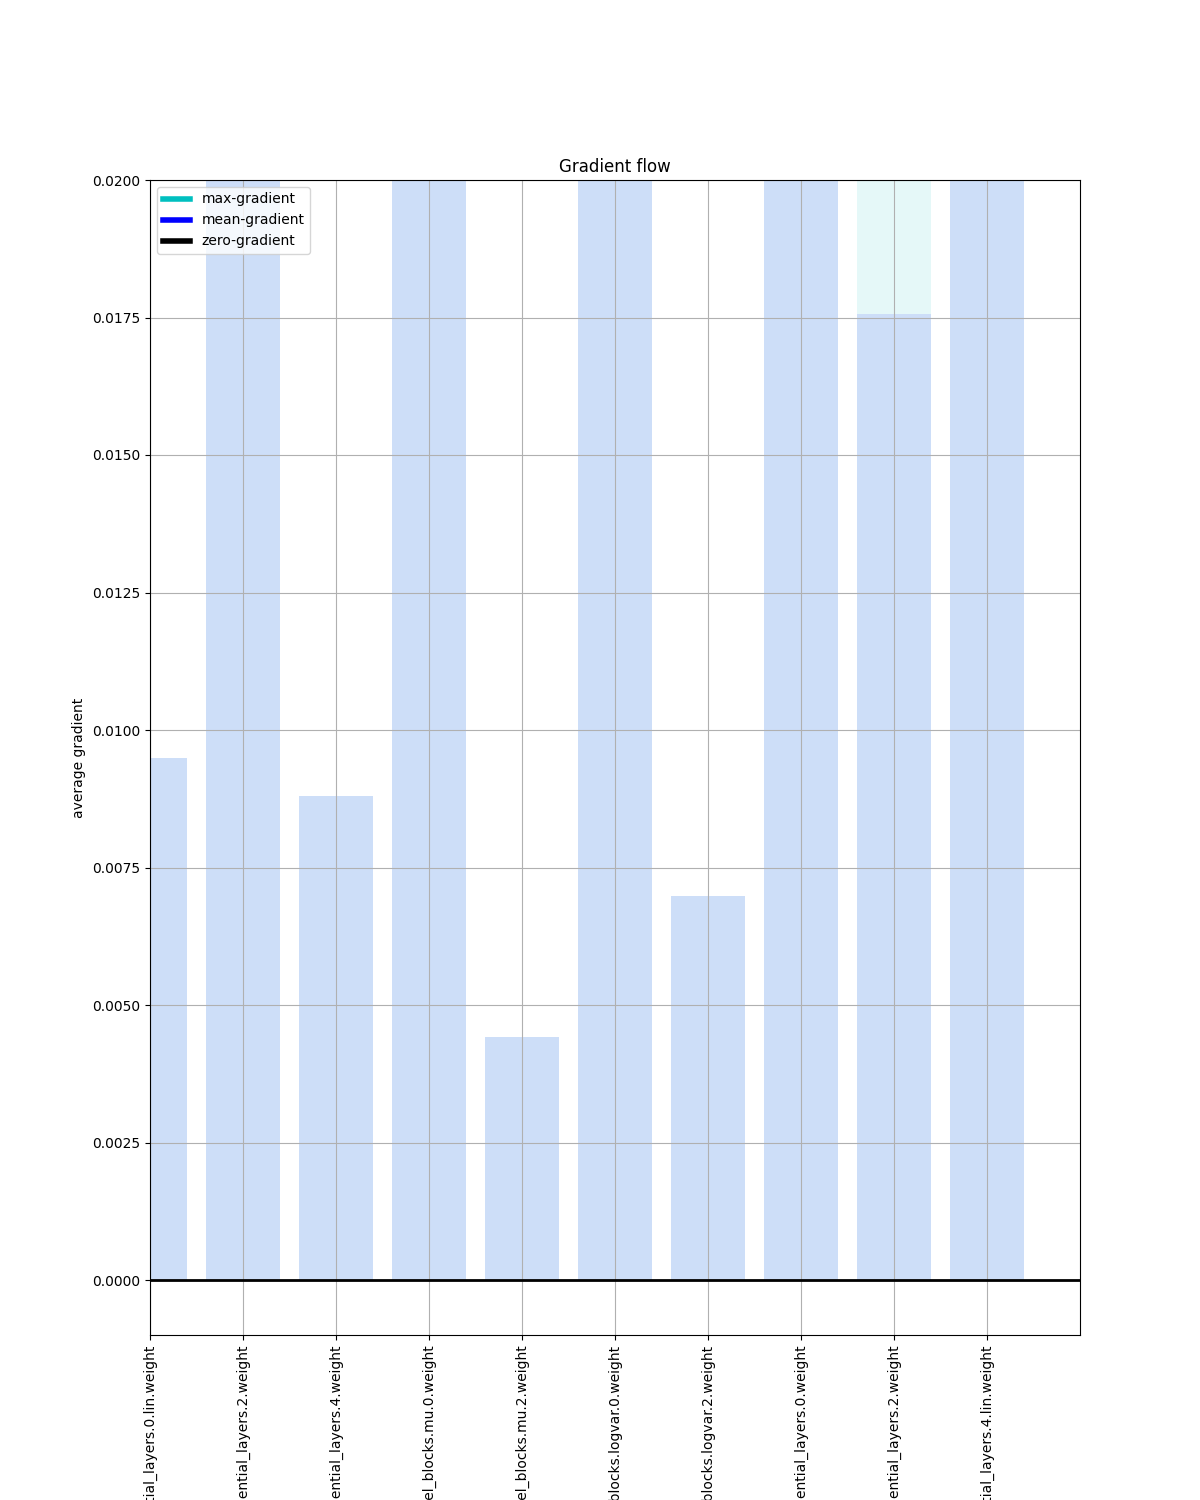 Gradient flow
max-gradient
mean-gradient
zero-gradient
average gradient
0.0200
0.0175
0.0150
0.0125
0.0100
0.0075
0.0050
0.0025
0.0000
tial_layers.0.lin.weight
ential_layers.2.weight
ential_layers.4.weight
el_blocks.mu.0.weight
el_blocks.mu.2.weight
blocks.logvar.0.weight
blocks.logvar.2.weight
ential_layers.0.weight
ential_layers.2.weight
tial_layers.4.lin.weight